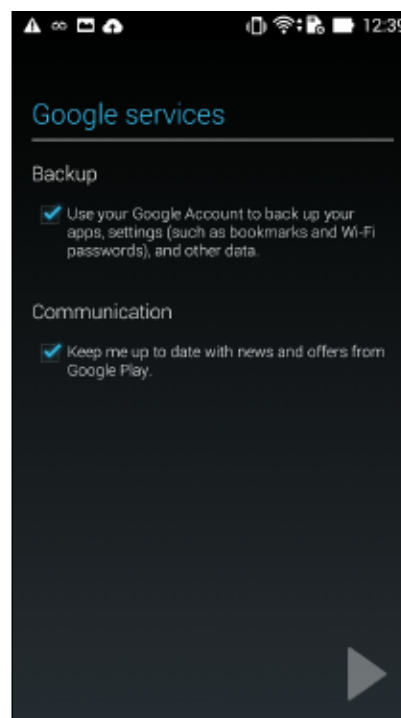 12:39
Google services
Backup
Use your Google Account to back up your
apps, settings (such as bookmarks and Wi-Fi
passwords), and other data.
Communication
Keep me up to date with news and offers from
Google Play.